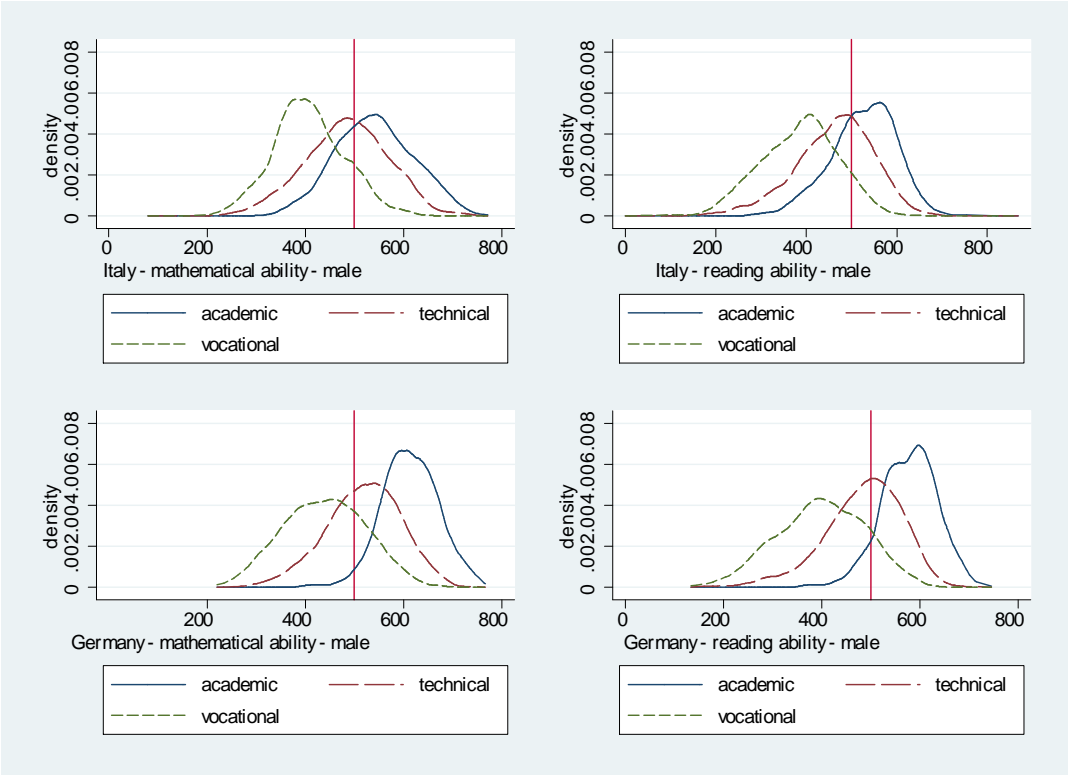 density
0 .002.004.006.008
0 200 400 600 800
Italy - mathematical ability - male
academic technical
vocational
density
0 .002.004.006.008
0 200 400 600 800
Italy - reading ability - male
academic technical
vocational
density
0 .002.004.006.008
200 400 600 800
Germany - mathematical ability - male
academic technical
vocational
density
0 .002.004.006.008
0 200 400 600 800
Germany - reading ability - male
academic technical
vocational